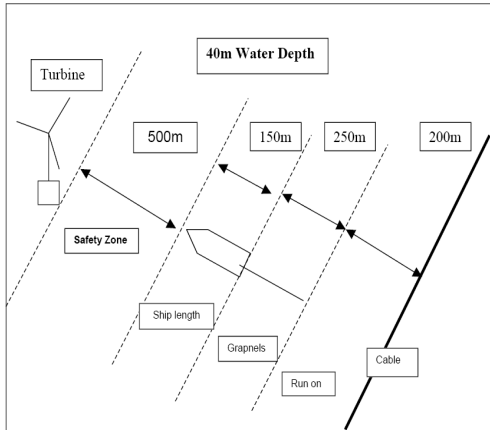 40m Water Depth
Turbine
500m
150m
250m
200m
Safety Zone
Ship length
Grapnels
Run on
Cable